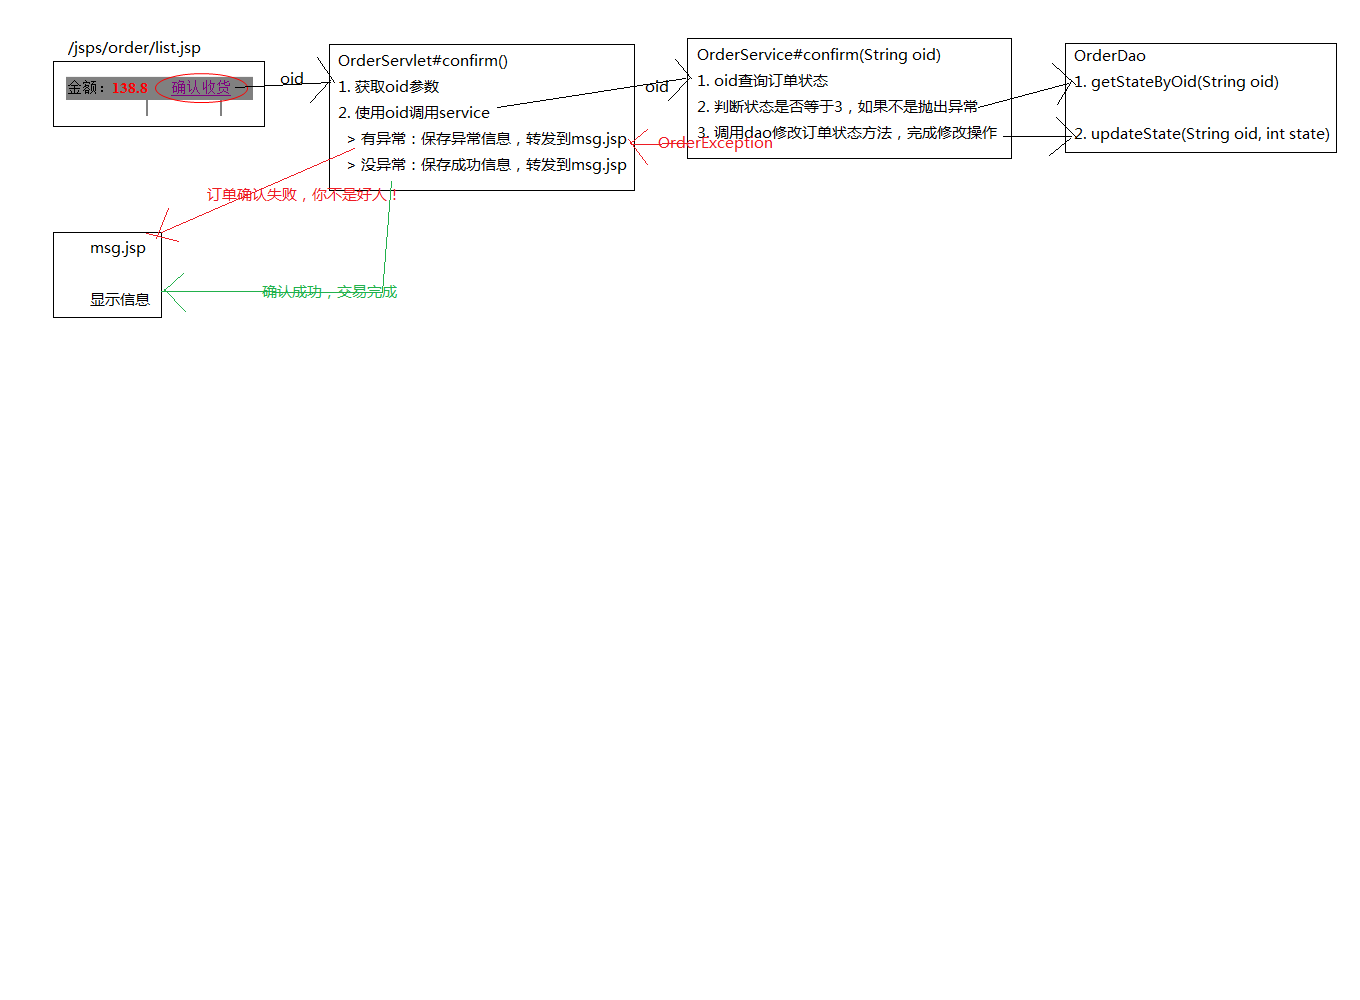 /jsps/order/list.jsp
金额：138.8 确认收货
oid
OrderServlet#confirm()
1. 获取oid参数
2. 使用oid调用service
> 有异常：保存异常信息，转发到msg.jsp
> 没异常：保存成功信息，转发到msg.jsp
oid
OrderService#confirm(String oid)
1. oid查询订单状态
2. 判断状态是否等于3，如果不是抛出异常
3. 调用dao修改订单状态方法，完成修改操作
OrderException
OrderDao
1. getStateByOid(String oid)
2. updateState(String oid, int state)
订单确认失败，你不是好人！
msg.jsp
显示信息
确认成功，交易完成